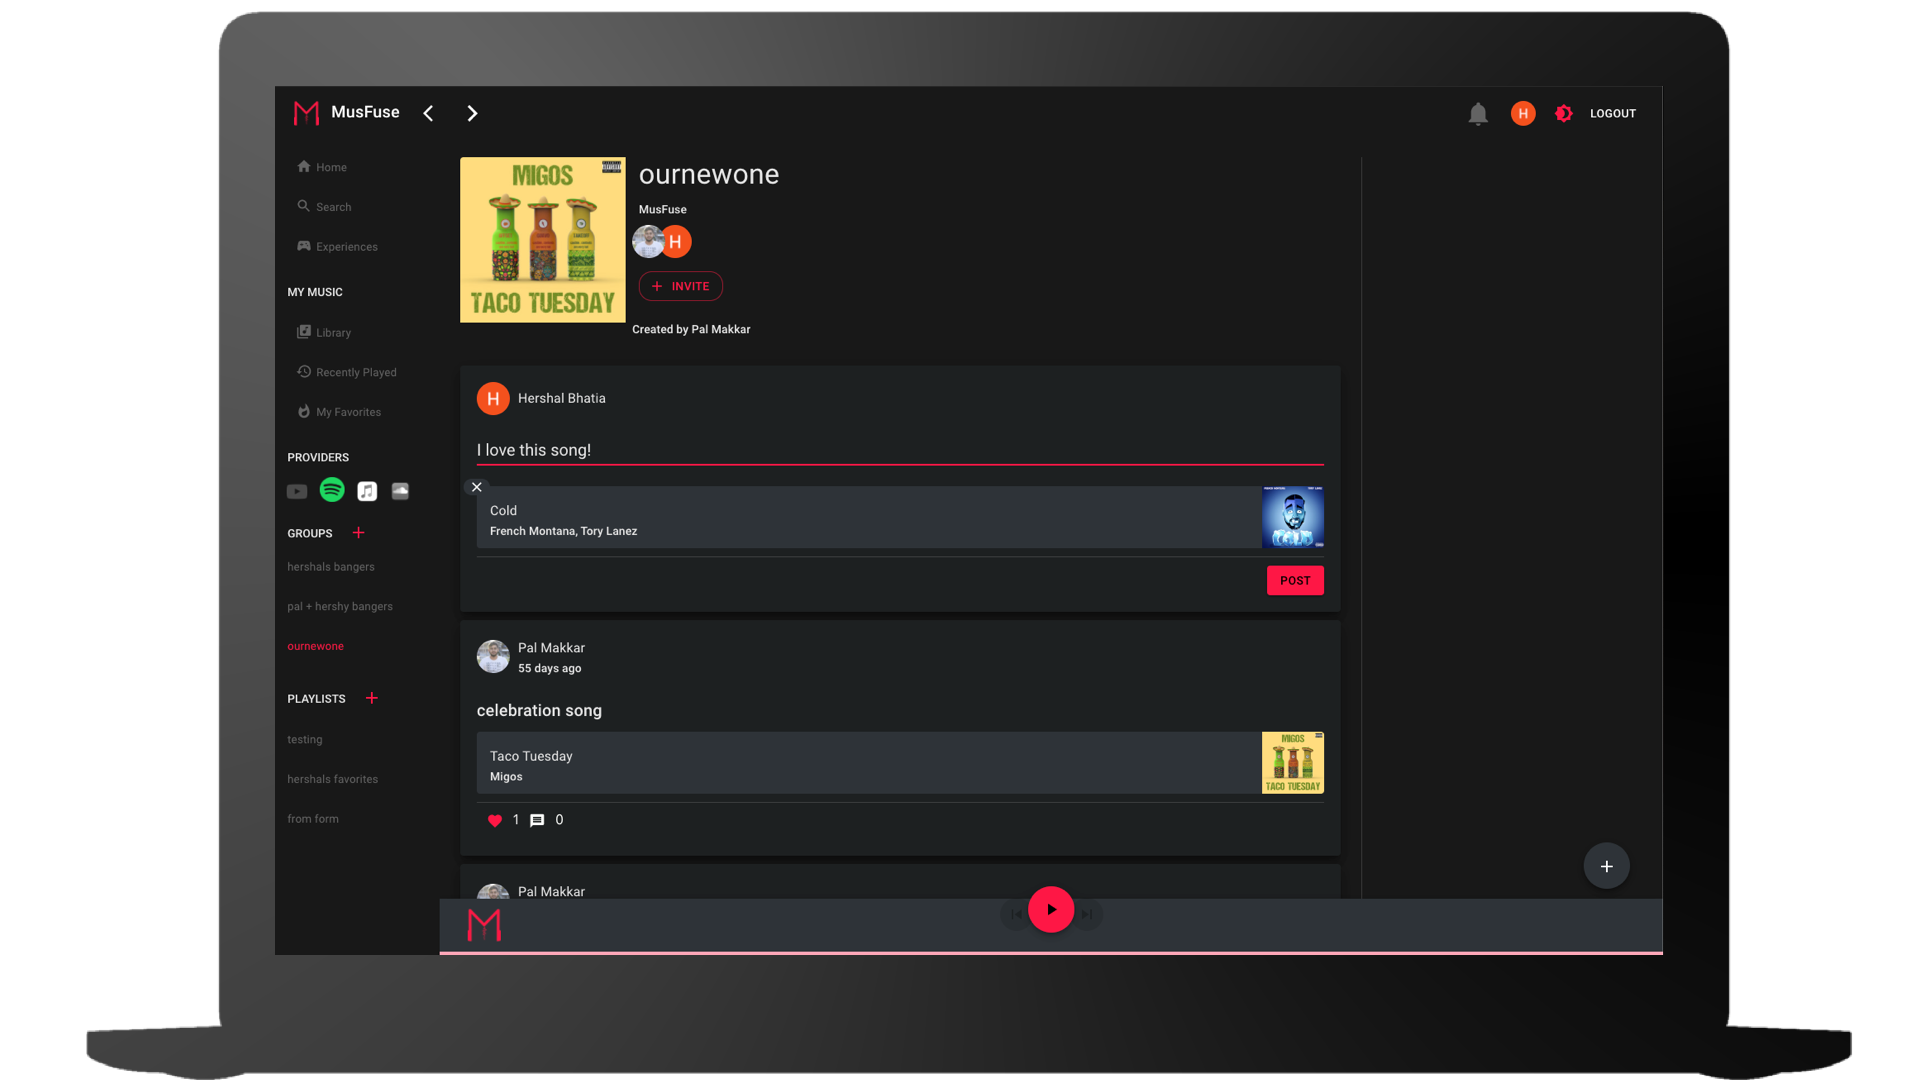 MusFuse
H
LOGOUT
Home
Search
Experiences
MY MUSIC
Library
Recently Played
My Favorites
PROVIDERS
GROUPS
hershals bangers
pal + hershy bangers
ournewone
PLAYLISTS
testing
hershals favorites
from form
MIGOS
TACO TUESDAY
ournewone
MusFuse
H
INVITE
Created by Pal Makkar
H
Hershal Bhatia
I love this song!
Cold
French Montana, Tory Lanez
POST
Pal Makkar
55 days ago
celebration song
Taco Tuesday
Migos
MIGOS
TACO TUESDAY
1
0
Pal Makkar